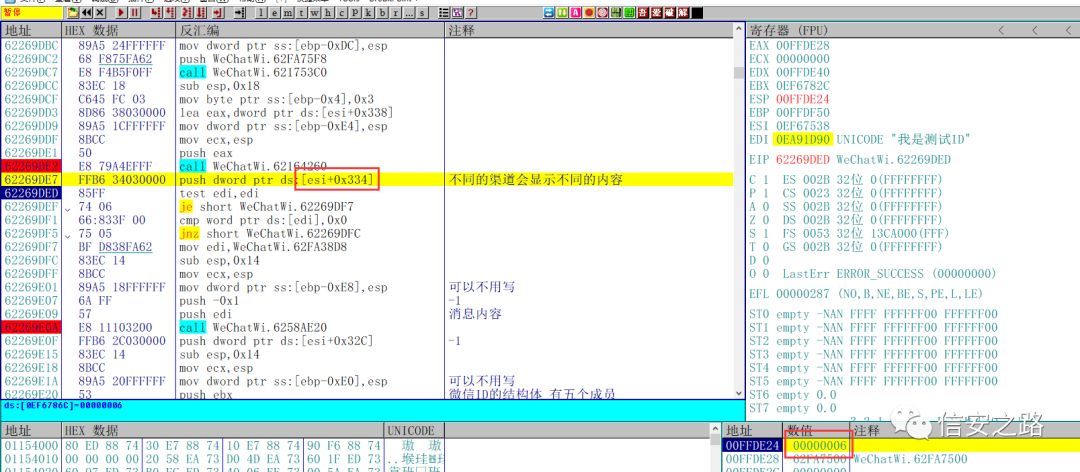 暂停 l e m t w h c P k b r ... s
地址 HEX 数据 反汇编 注释
62269DBC 89A5 24FFFFFF mov dword ptr ss:[ebp-0xDC],esp
62269DC2 68 F875FA62 push WeChatWi.62FA75F8
62269DC7 E8 F4B5F0FF call WeChatWi.621753C0
62269DCC 83EC 18 sub esp,0x18
62269DCF C645 FC 03 mov byte ptr ss:[ebp-0x4],0x3
62269DD3 8D86 38030000 lea eax,dword ptr ds:[esi+0x338]
62269DD9 89A5 1CFFFFFF mov dword ptr ss:[ebp-0xE4],esp
62269DDF 8BCC mov ecx,esp
62269DE1 50 push eax
62269DE2 E8 79A4EFFF call WeChatWi.62164260
62269DE7 FFB6 34030000 push dword ptr ds:[esi+0x334] 不同的渠道会显示不同的内容
62269DED 85FF test edi,edi
62269DEF 74 06 je short WeChatWi.62269DF7
62269DF1 66:833F 00 cmp word ptr ds:[edi],0x0
62269DF5 75 05 jnz short WeChatWi.62269DFC
62269DF7 BF D838FA62 mov edi,WeChatWi.62FA38D8
62269DFC 83EC 14 sub esp,0x14
62269DFF 8BCC mov ecx,esp
62269E01 89A5 18FFFFFF mov dword ptr ss:[ebp-0xE8],esp 可以不用写
62269E07 6A FF push -0x1 -1
62269E09 57 push edi 消息内容
62269E0A E8 11103200 call WeChatWi.6258AE20
62269E0F FFB6 2C030000 push dword ptr ds:[esi+0x32C] -1
62269E15 83EC 14 sub esp,0x14
62269E18 8BCC mov ecx,esp
62269E1A 89A5 20FFFFFF mov dword ptr ss:[ebp-0xE0],esp 可以不用写
62269E20 53 push ebx 微信ID的结构体 有五个成员
ds:[0EF6786C]=00000006
寄存器 (FPU) < < <
EAX 00FFDE28
ECX 00000000
EDX 00FFDE40
EBX 0EF6782C
ESP 00FFDE24
EBP 00FFDF50
ESI 0EF67538
EDI 0EA91D90 UNICODE "我是测试ID"
EIP 62269DED WeChatWi.62269DED
C 1 ES 002B 32位 0(FFFFFFFF)
P 1 CS 0023 32位 0(FFFFFFFF)
A 0 SS 002B 32位 0(FFFFFFFF)
Z 0 DS 002B 32位 0(FFFFFFFF)
S 1 FS 0053 32位 13CA000(FFF)
T 0 GS 002B 32位 0(FFFFFFFF)
D 0
O 0 LastErr ERROR_SUCCESS (00000000)
EFL 00000287 (NO,B,NE,BE,S,PE,L,LE)
ST0 empty -NAN FFFF FFFFFF00 FFFFFF00
ST1 empty -NAN FFFF FFFFFF00 FFFFFF00
ST2 empty -NAN FFFF FFFFFF00 FFFFFF00
ST3 empty -NAN FFFF FFFFFF00 FFFFFF00
ST4 empty -NAN FFFF FFFFFF00 FFFFFF00
ST5 empty -NAN FFFF FFFFFF00 FFFFFF00
ST6 empty 0.0
ST7 empty 0.0
地址 HEX 数据 UNICODE
01154000 80 ED 88 74 30 E7 88 74 10 E7 88 74 90 F6 88 74
01154010 00 00 00 00 20 58 EA 73 D0 4D EA 73 60 1F ED 73
地址 数值 注释
00FFDE24 00000006
00FFDE28 62FA7500 WeChatWi.62FA7500
信安之路